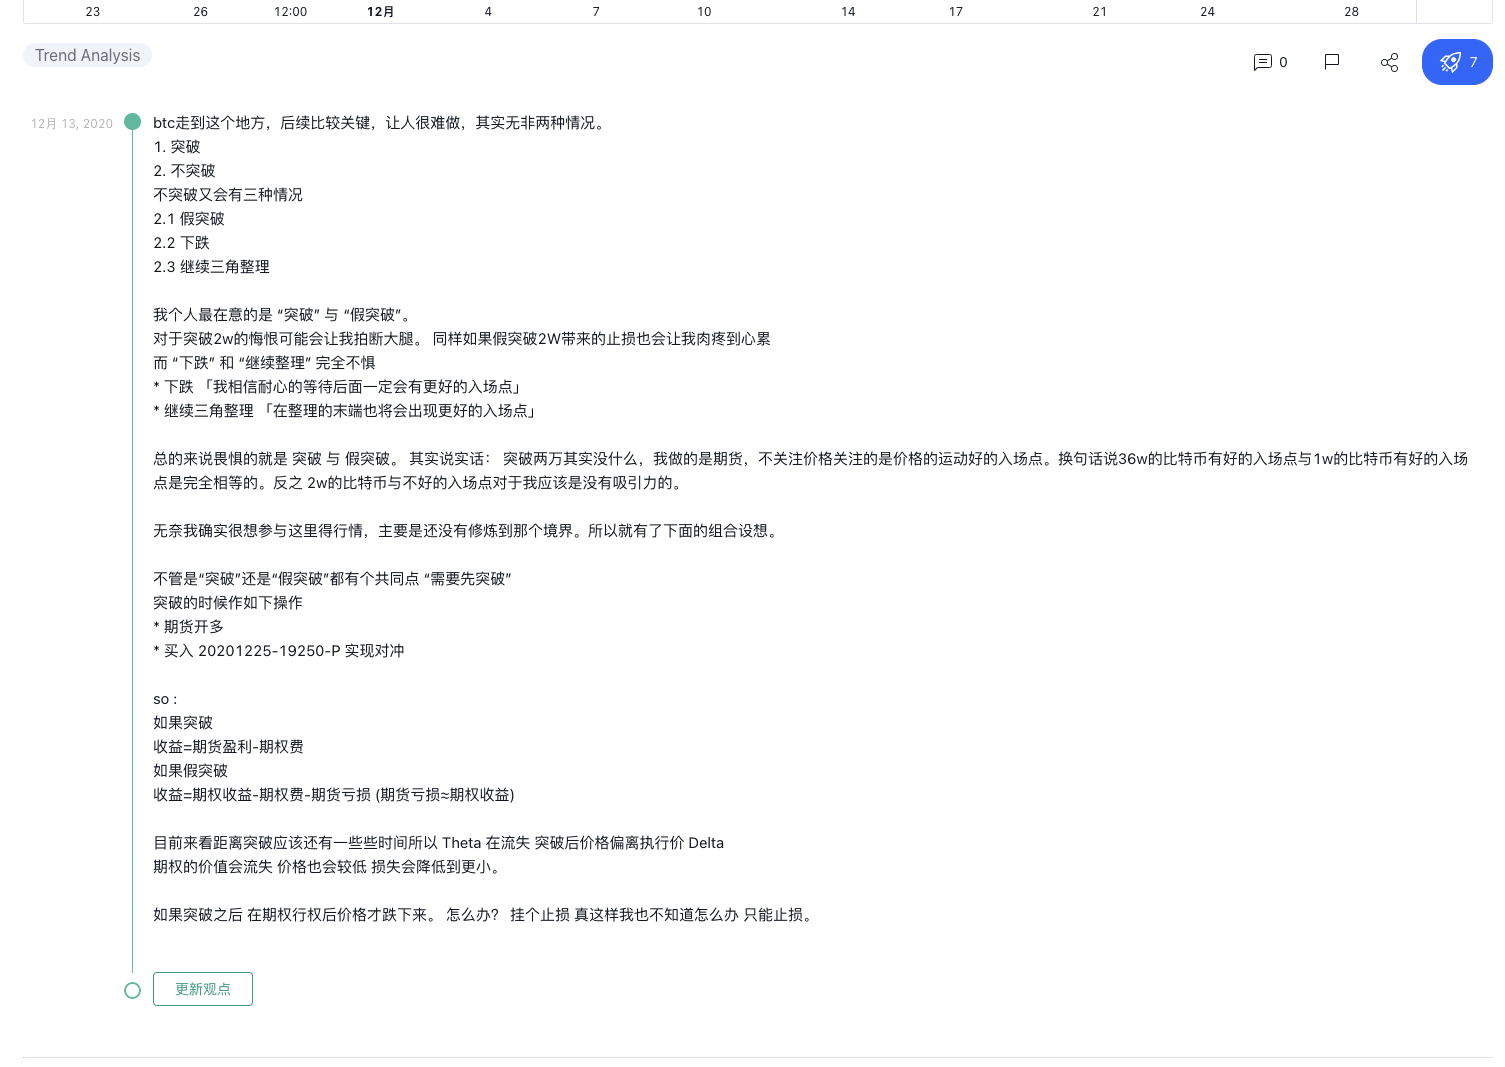 23 26 12:00 12月 4 7 10 14 17 21 24 28
Trend Analysis
0
7
12月 13, 2020
btc走到这个地方，后续比较关键，让人很难做，其实无非两种情况。
1. 突破
2. 不突破
不突破又会有三种情况
2.1 假突破
2.2 下跌
2.3 继续三角整理
我个人最在意的是 “突破” 与 “假突破”。
对于突破2w的悔恨可能会让我拍断大腿。 同样如果假突破2W带来的止损也会让我肉疼到心累
而 “下跌” 和 “继续整理” 完全不惧
* 下跌 「我相信耐心的等待后面一定会有更好的入场点」
* 继续三角整理 「在整理的末端也将会出现更好的入场点」
总的来说畏惧的就是 突破 与 假突破。 其实说实话： 突破两万其实没什么，我做的是期货，不关注价格关注的是价格的运动好的入场点。换句话说36w的比特币有好的入场点与1w的比特币有好的入场
点是完全相等的。反之 2w的比特币与不好的入场点对于我应该是没有吸引力的。
无奈我确实很想参与这里得行情，主要是还没有修炼到那个境界。所以就有了下面的组合设想。
不管是“突破”还是“假突破”都有个共同点 “需要先突破”
突破的时候作如下操作
* 期货开多
* 买入 20201225-19250-P 实现对冲
so :
如果突破
收益=期货盈利-期权费
如果假突破
收益=期权收益-期权费-期货亏损 (期货亏损≈期权收益)
目前来看距离突破应该还有一些些时间所以 Theta 在流失 突破后价格偏离执行价 Delta
期权的价值会流失 价格也会较低 损失会降低到更小。
如果突破之后 在期权行权后价格才跌下来。 怎么办？ 挂个止损 真这样我也不知道怎么办 只能止损。
更新观点